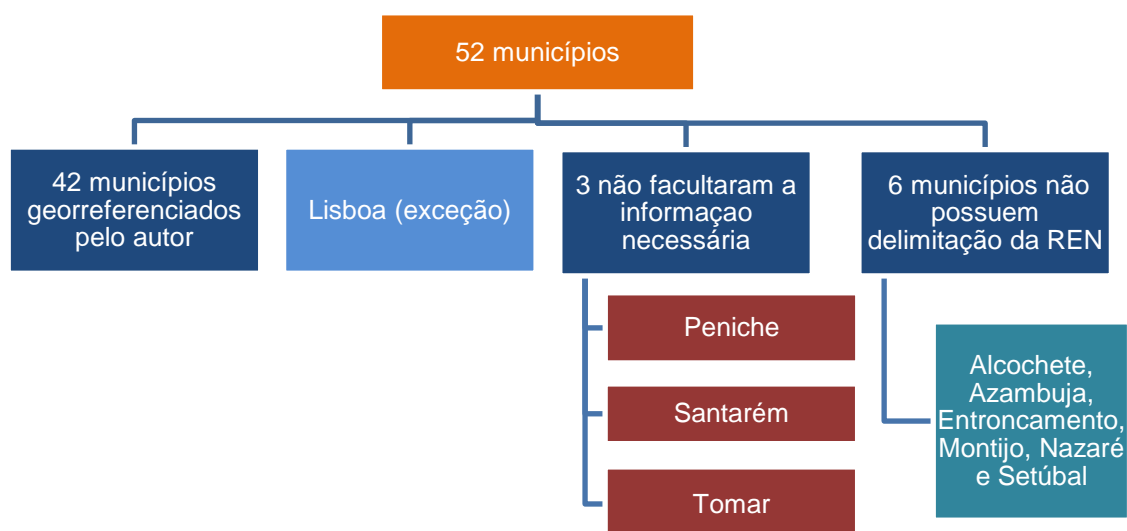 52 municípios
42 municípios
georreferenciados
pelo autor
Lisboa (exceção)
3 não facultaram a
informaçao
necessária
6 municípios não
possuem
delimitação da REN
Peniche
Santarém
Tomar
Alcochete,
Azambuja,
Entroncamento,
Montijo, Nazaré
e Setúbal